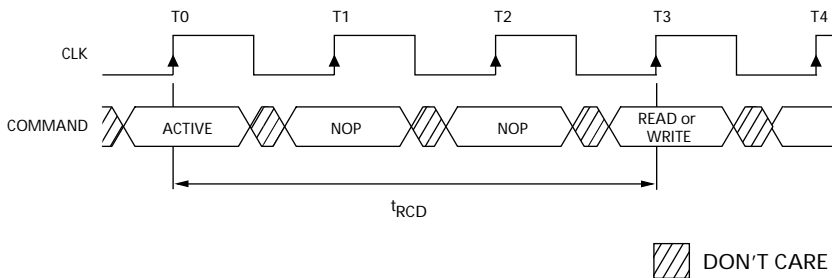 T0 T1 T2 T3 T4
CLK
COMMAND ACTIVE NOP NOP READ or
WRITE
tRCD
DON'T CARE